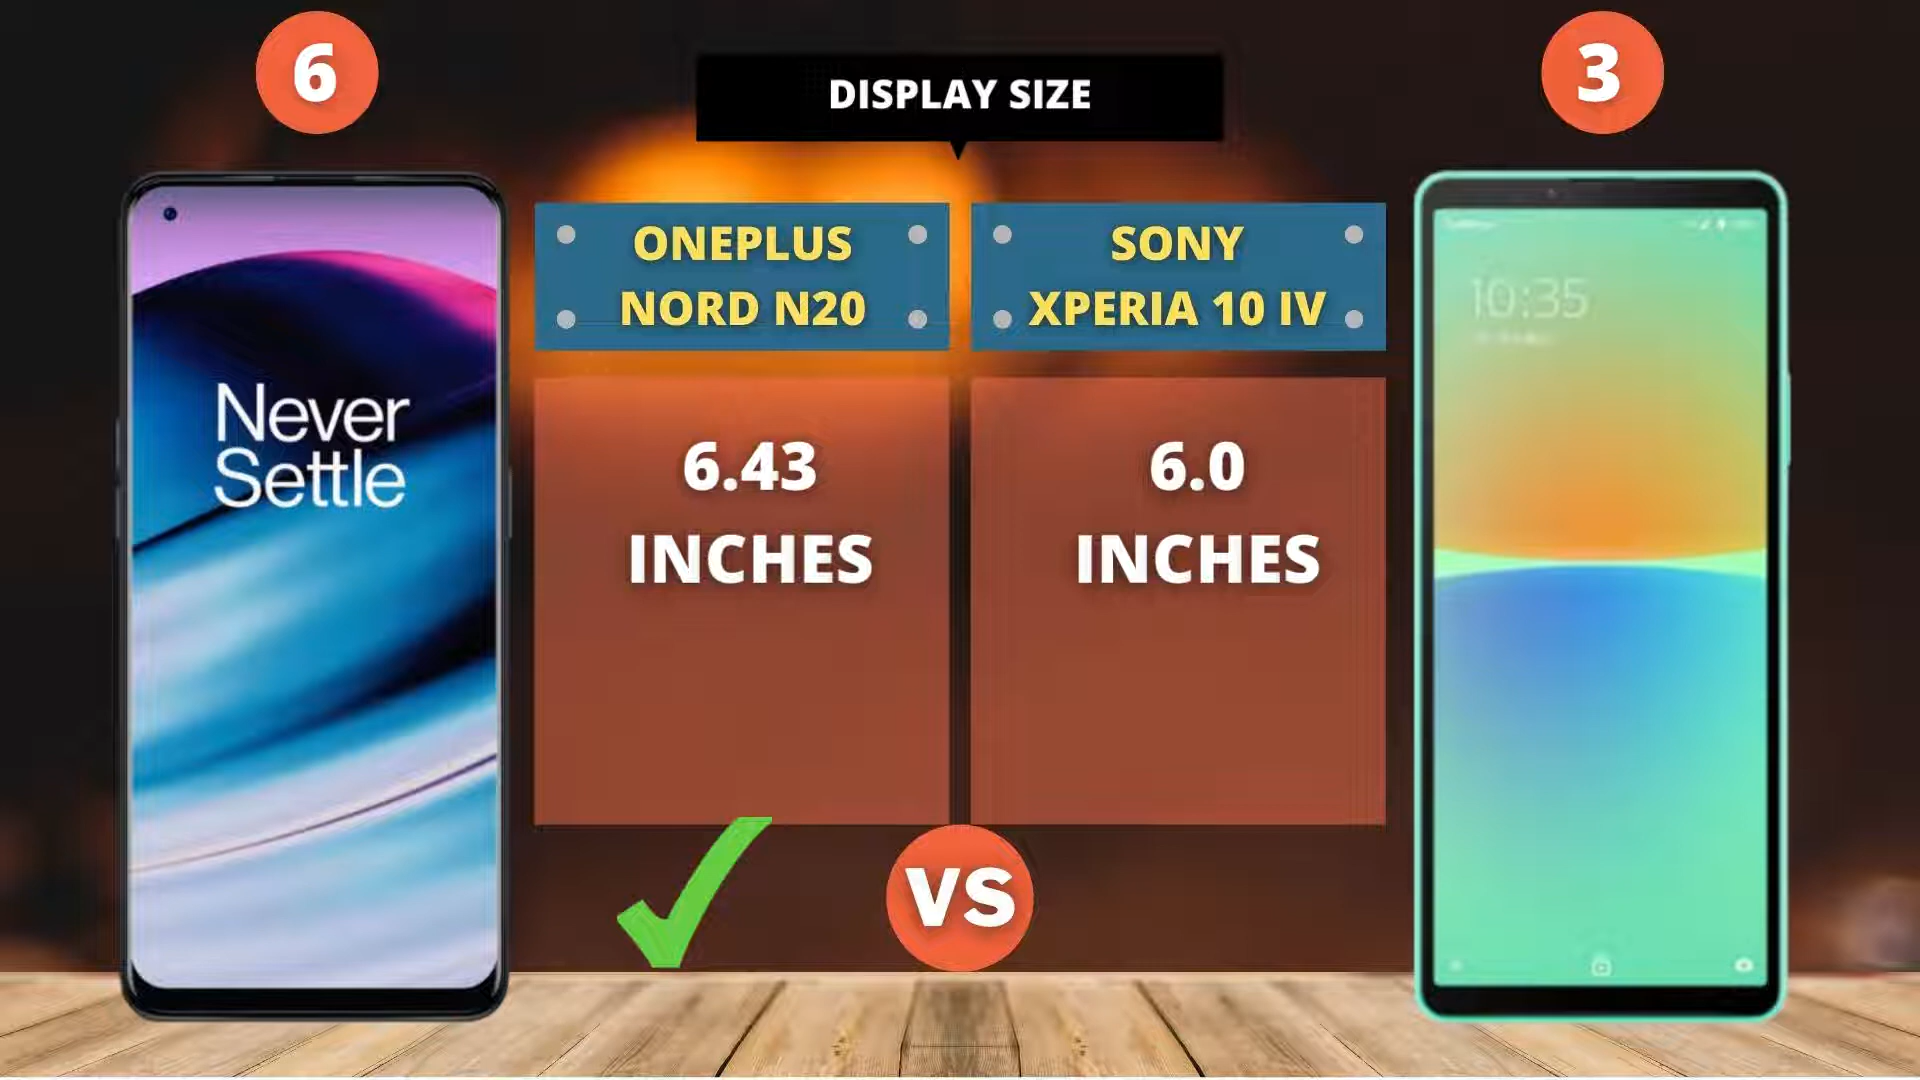 6
DISPLAY SIZE
3
ONEPLUS
NORD N20
SONY
XPERIA 10 IV
Never
Settle
10:35
6.43
INCHES
6.0
INCHES
VS